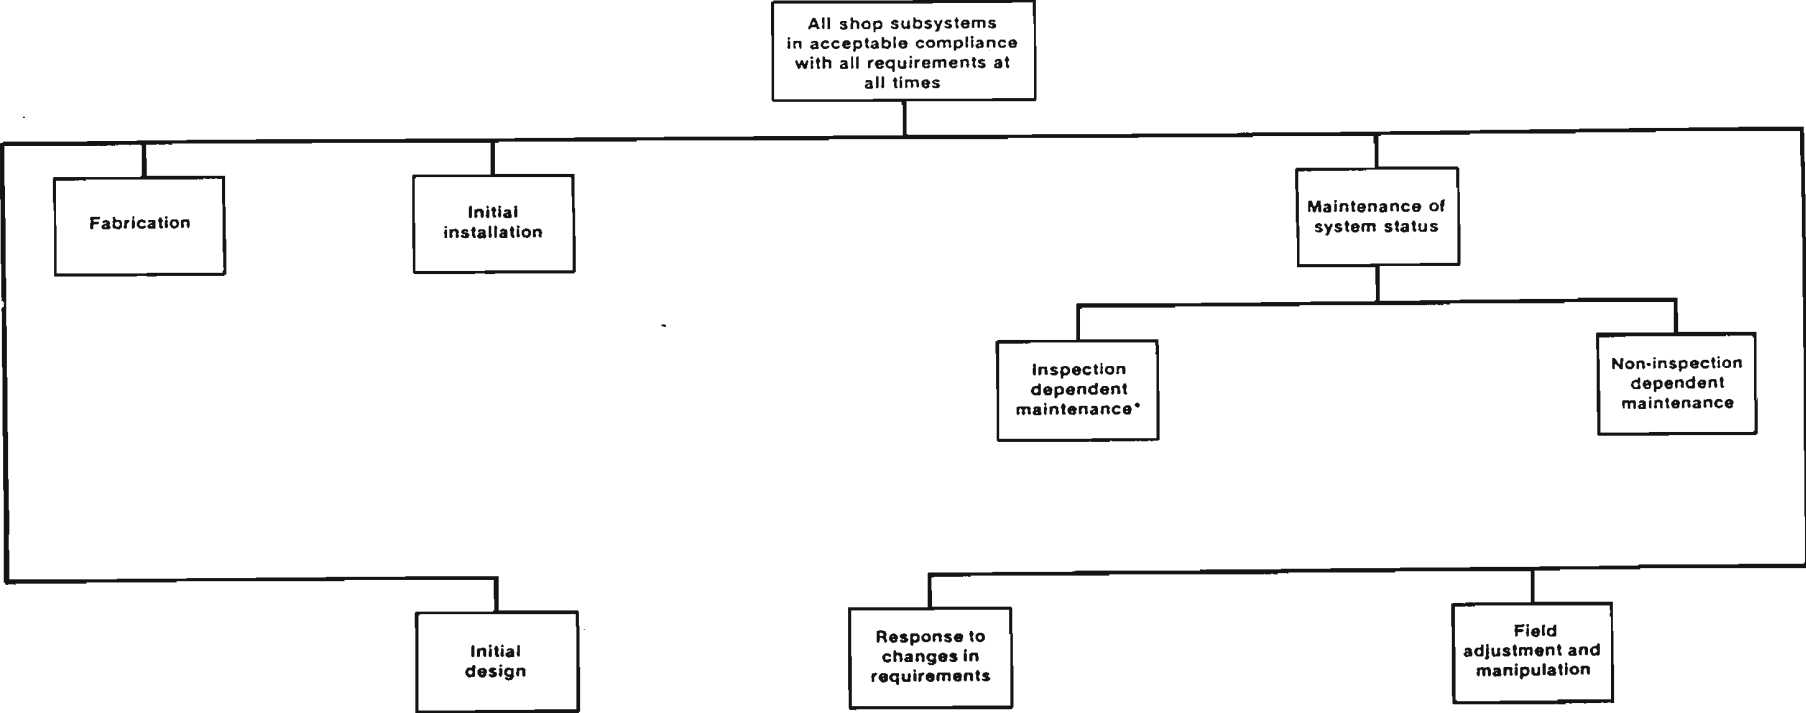 All shop subsystems
in acceptable compliance
with all requirements at
all times
Fabrication
Initial
installation
Maintenance of
system status
Inspection
dependent
maintenance*
Non-inspection
dependent
maintenance
Initial
design
Response to
changes in
requirements
Field
adjustment and
manipulation